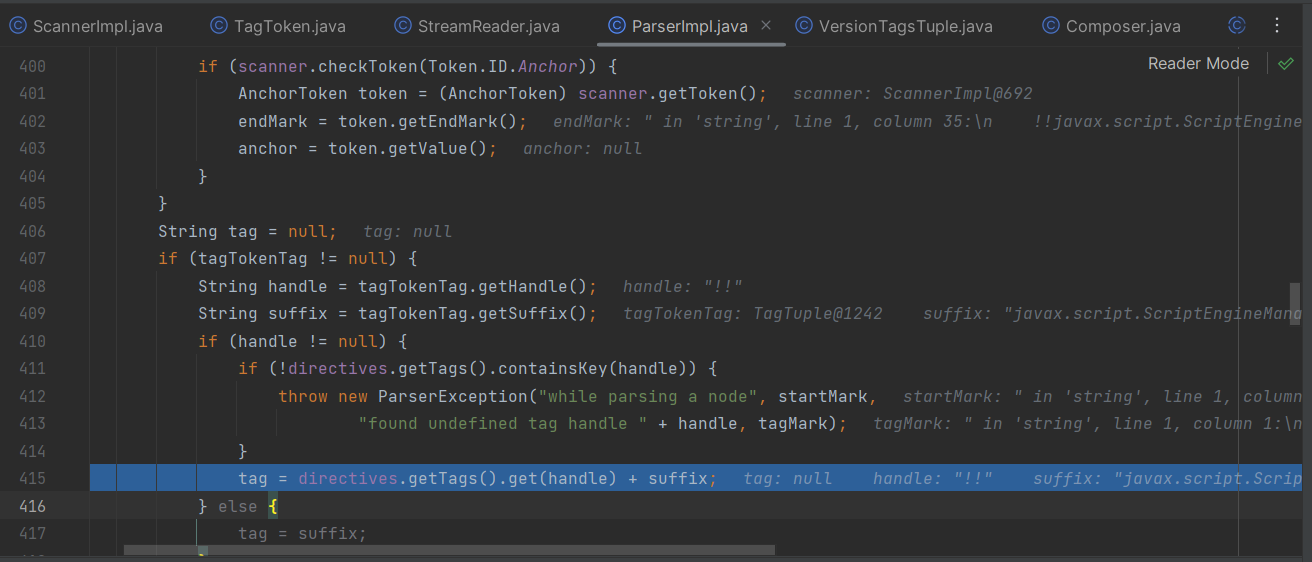 ScannerImpl.java TagToken.java StreamReader.java ParserImpl.java VersionTagsTuple.java Composer.java
Reader Mode
400 if (scanner.checkToken(Token.ID.Anchor)) {
401 AnchorToken token = (AnchorToken) scanner.getToken(); scanner: ScannerImpl@692
402 endMark = token.getEndMark(); endMark: " in 'string', line 1, column 35:\n !!javax.script.ScriptEngine
403 anchor = token.getValue(); anchor: null
404 }
405 }
406 String tag = null; tag: null
407 if (tagTokenTag != null) {
408 String handle = tagTokenTag.getHandle(); handle: "!!"
409 String suffix = tagTokenTag.getSuffix(); tagTokenTag: TagTuple@1242 suffix: "javax.script.ScriptEngineMana
410 if (handle != null) {
411 if (!directives.getTags().containsKey(handle)) {
412 throw new ParserException("while parsing a node", startMark, startMark: " in 'string', line 1, column
413 "found undefined tag handle " + handle, tagMark); tagMark: " in 'string', line 1, column 1:\n
414 }
415 tag = directives.getTags().get(handle) + suffix; tag: null handle: "!!" suffix: "javax.script.Scrip
416 } else {
417 tag = suffix;